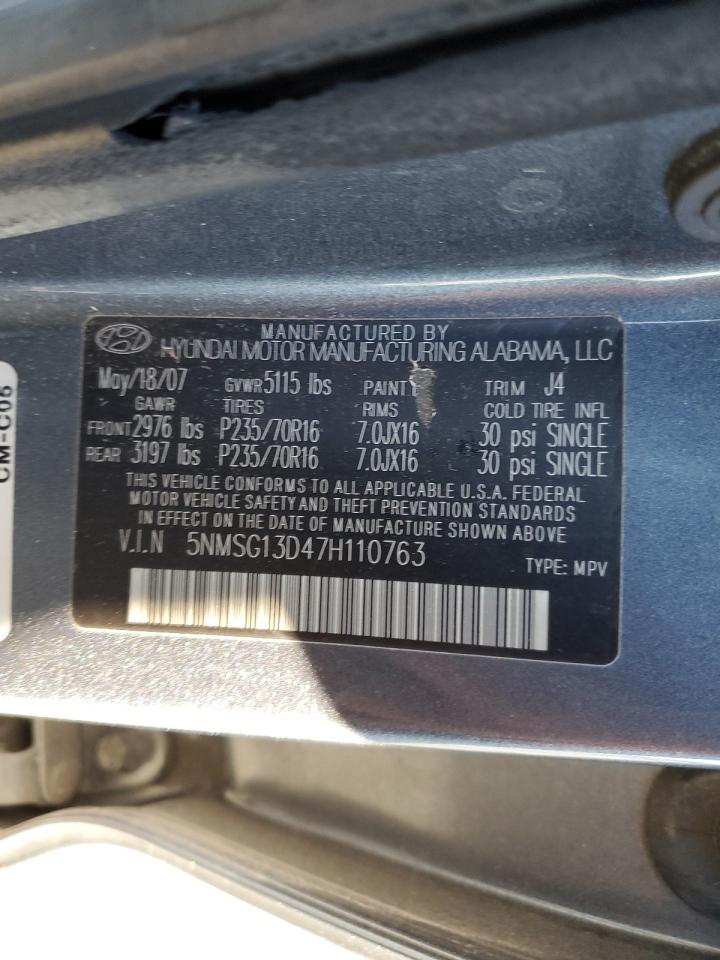 MANUFACTURED BY
HYUNDAI MOTOR MANUFACTURING ALABAMA, LLC
May/18/07 GVWR 5115 lbs PAINT TRIM J4
GAWR TIRES RIMS COLD TIRE INFL
FRONT 2976 lbs P235/70R16 7.0JX16 30 psi SINGLE
REAR 3197 lbs P235/70R16 7.0JX16 30 psi SINGLE
THIS VEHICLE CONFORMS TO ALL APPLICABLE U.S.A. FEDERAL
MOTOR VEHICLE SAFETY AND THEFT PREVENTION STANDARDS
IN EFFECT ON THE DATE OF MANUFACTURE SHOWN ABOVE
V.I.N 5NMSG13D47H110763
TYPE: MPV
CM-C06